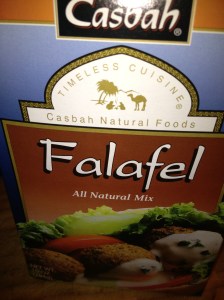 Casbah®
TIMELESS CUISINE®
Casbah Natural Foods
Falafel
All Natural Mix